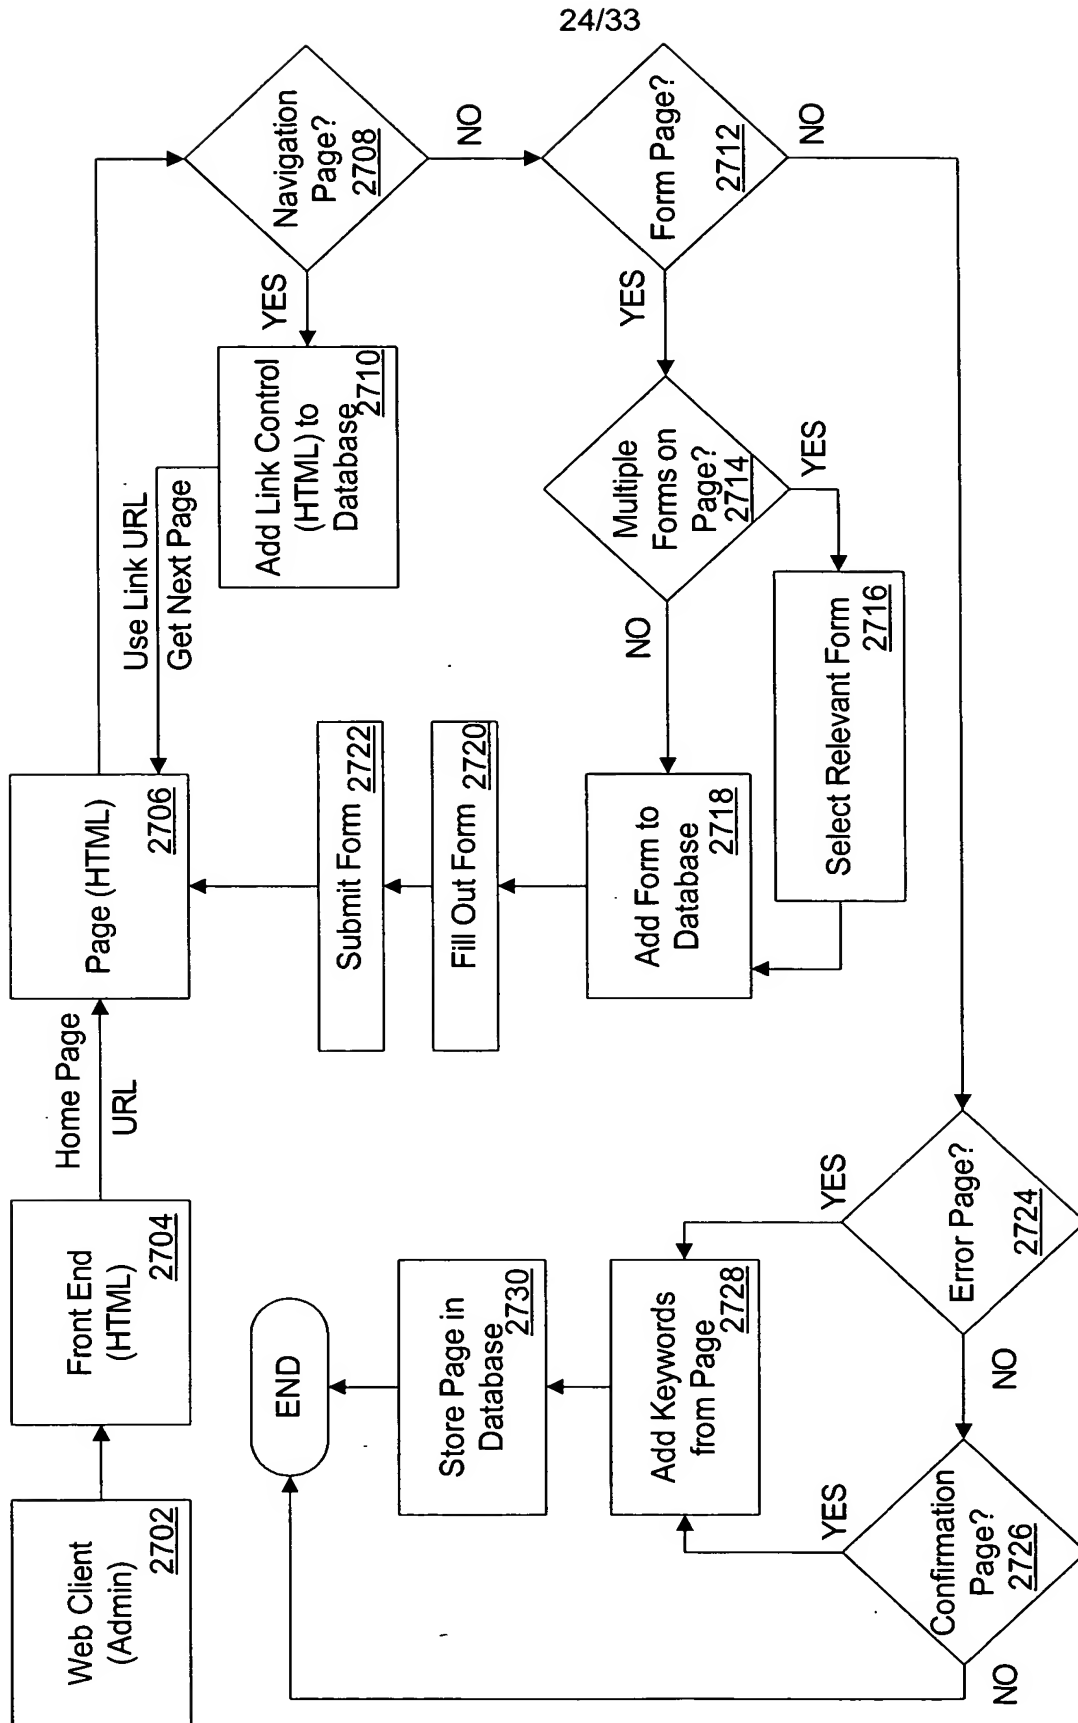 24/33
Web Client
(Admin)
2702
Front End
(HTML)
2704
Home Page
URL
Page (HTML)
2706
Use Link URL
Get Next Page
Navigation
Page?
2708
YES
NO
Add Link Control
(HTML) to
Database
2710
Form Page?
2712
YES
NO
Multiple
Forms on
Page?
2714
YES
NO
Select Relevant Form
2716
Add Form to
Database
2718
Fill Out Form 2720
Submit Form 2722
Error Page?
2724
YES
NO
Confirmation
Page?
2726
YES
NO
Add Keywords
from Page
2728
Store Page in
Database
2730
END